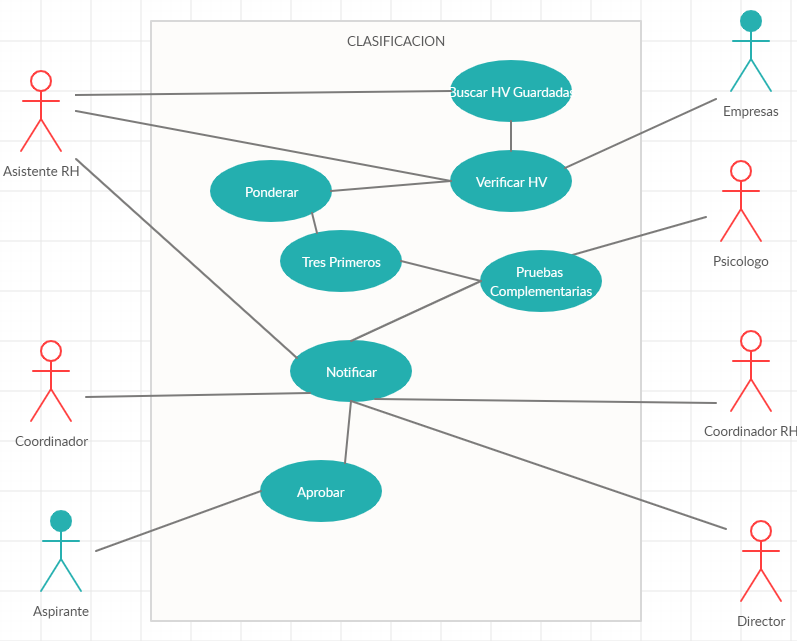 CLASIFICACION
Buscar HV Guardadas
Empresas
Asistente RH
Verificar HV
Ponderar
Tres Primeros
Psicologo
Pruebas
Complementarias
Notificar
Coordinador
Coordinador RH
Aprobar
Aspirante
Director